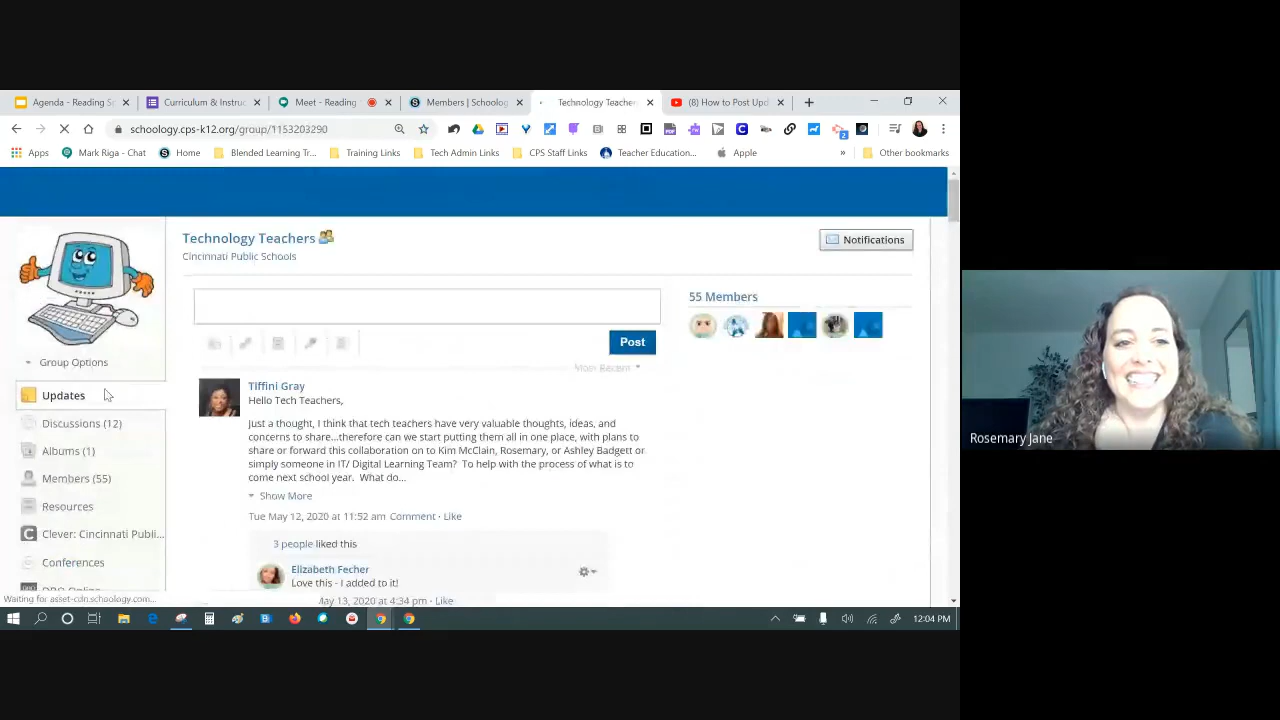 Agenda - Reading S
Curriculum & Instruc
Meet - Reading
Members | Schoolog
Technology Teacher
(8) How to Post Upd
schoology.cps-k12.org/group/1153203290
2
Apps
Mark Riga - Chat
Home
Blended Learning Tr...
Training Links
Tech Admin Links
CPS Staff Links
Teacher Education...
Apple
»
Other bookmarks
Technology Teachers
Cincinnati Public Schools
Notifications
55 Members
Post
Most Recent
Group Options
Updates
Discussions (12)
Albums (1)
Members (55)
Resources
Clever: Cincinnati Publi...
Conferences
Tiffini Gray
Hello Tech Teachers,
Just a thought, I think that tech teachers have very valuable thoughts, ideas, and
concerns to share...therefore can we start putting them all in one place, with plans to
share or forward this collaboration on to Kim McClain, Rosemary, or Ashley Badgett or
simply someone in IT/ Digital Learning Team? To help with the process of what is to
come next school year. What do...
Show More
Tue May 12, 2020 at 11:52 am Comment · Like
3 people liked this
Elizabeth Fecher
Love this - I added to it!
May 13, 2020 at 4:34 pm · Like
Waiting for asset-cdn.schoology.com...
12:04 PM
Rosemary Jane